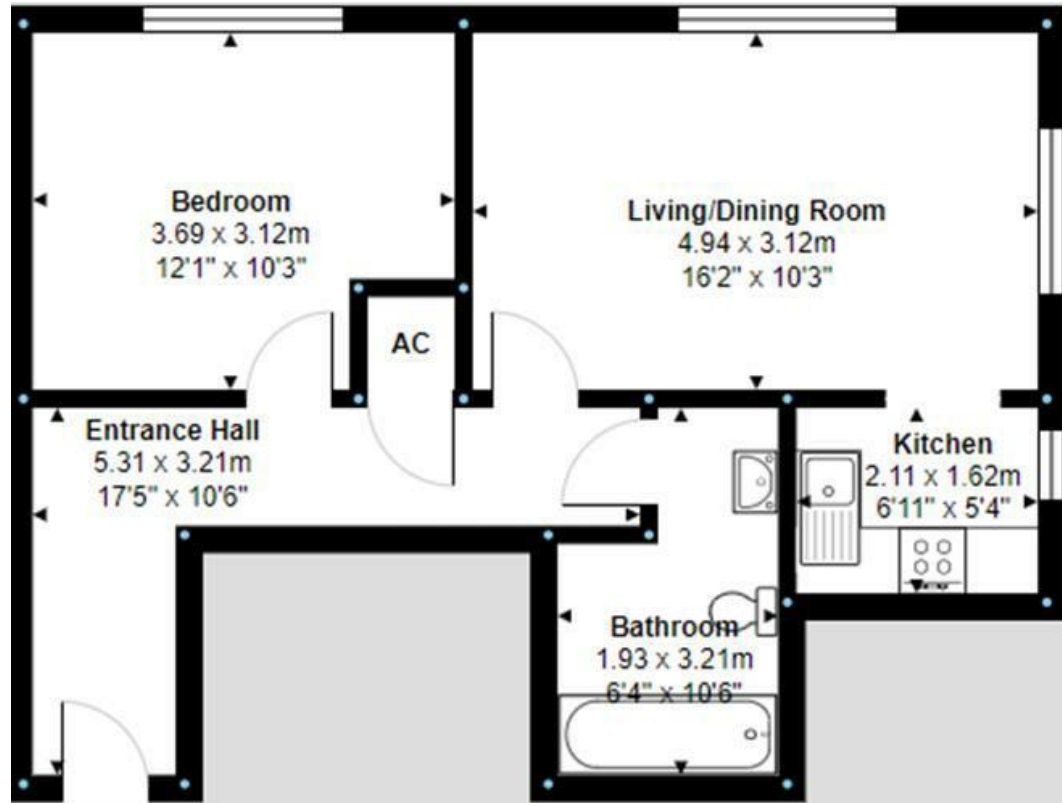 Bedroom
3.69 x 3.12m
12'1" x 10'3"
Living/Dining Room
4.94 x 3.12m
16'2" x 10'3"
AC
Entrance Hall
5.31 x 3.21m
17'5" x 10'6"
Kitchen
2.11 x 1.62m
6'11" x 5'4"
Bathroom
1.93 x 3.21m
6'4" x 10'6"